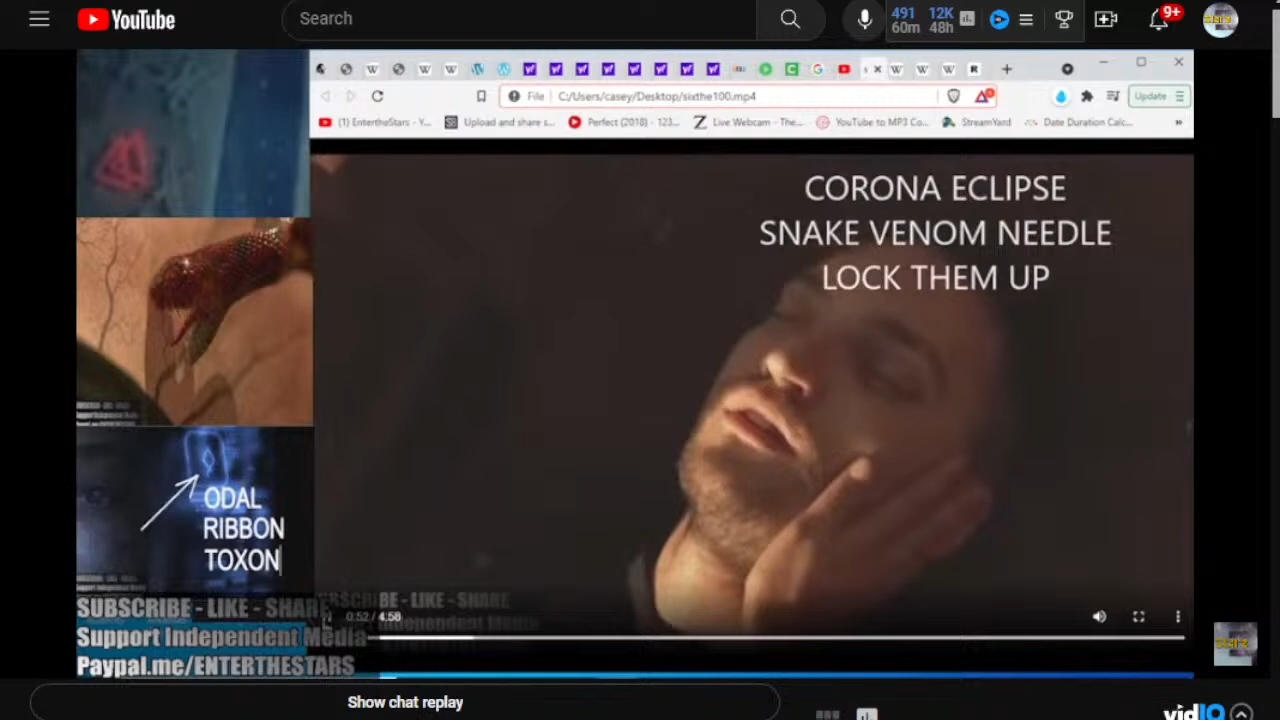 YouTube
Search
491 12K
60m 48h
9+
File C:/Users/casey/Desktop/sixthe100.mp4
Update
(1) EntertheStars - Y...
Upload and share s...
Perfect (2018) - 123...
Live Webcam - The...
YouTube to MP3 Co...
StreamYard
Date Duration Calc...
CORONA ECLIPSE
SNAKE VENOM NEEDLE
LOCK THEM UP
ODAL
RIBBON
TOXON
SUBSCRIBE - LIKE - SHARE
Support Independent Media
Paypal.me/ENTERTHESTARS
0:52 / 4:58
Show chat replay
vidIQ